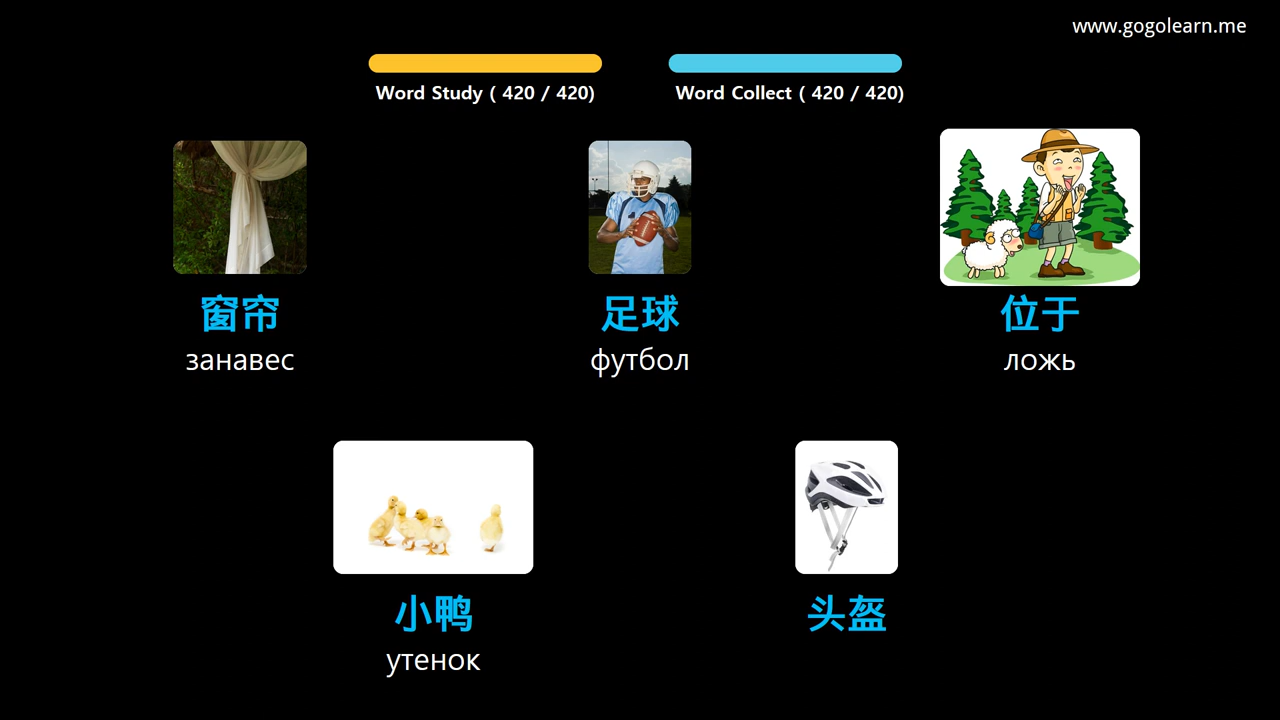 www.gogolearn.me
Word Study ( 420 / 420)
Word Collect ( 420 / 420)
窗帘
занавес
足球
футбол
位于
ложь
小鸭
утенок
头盔